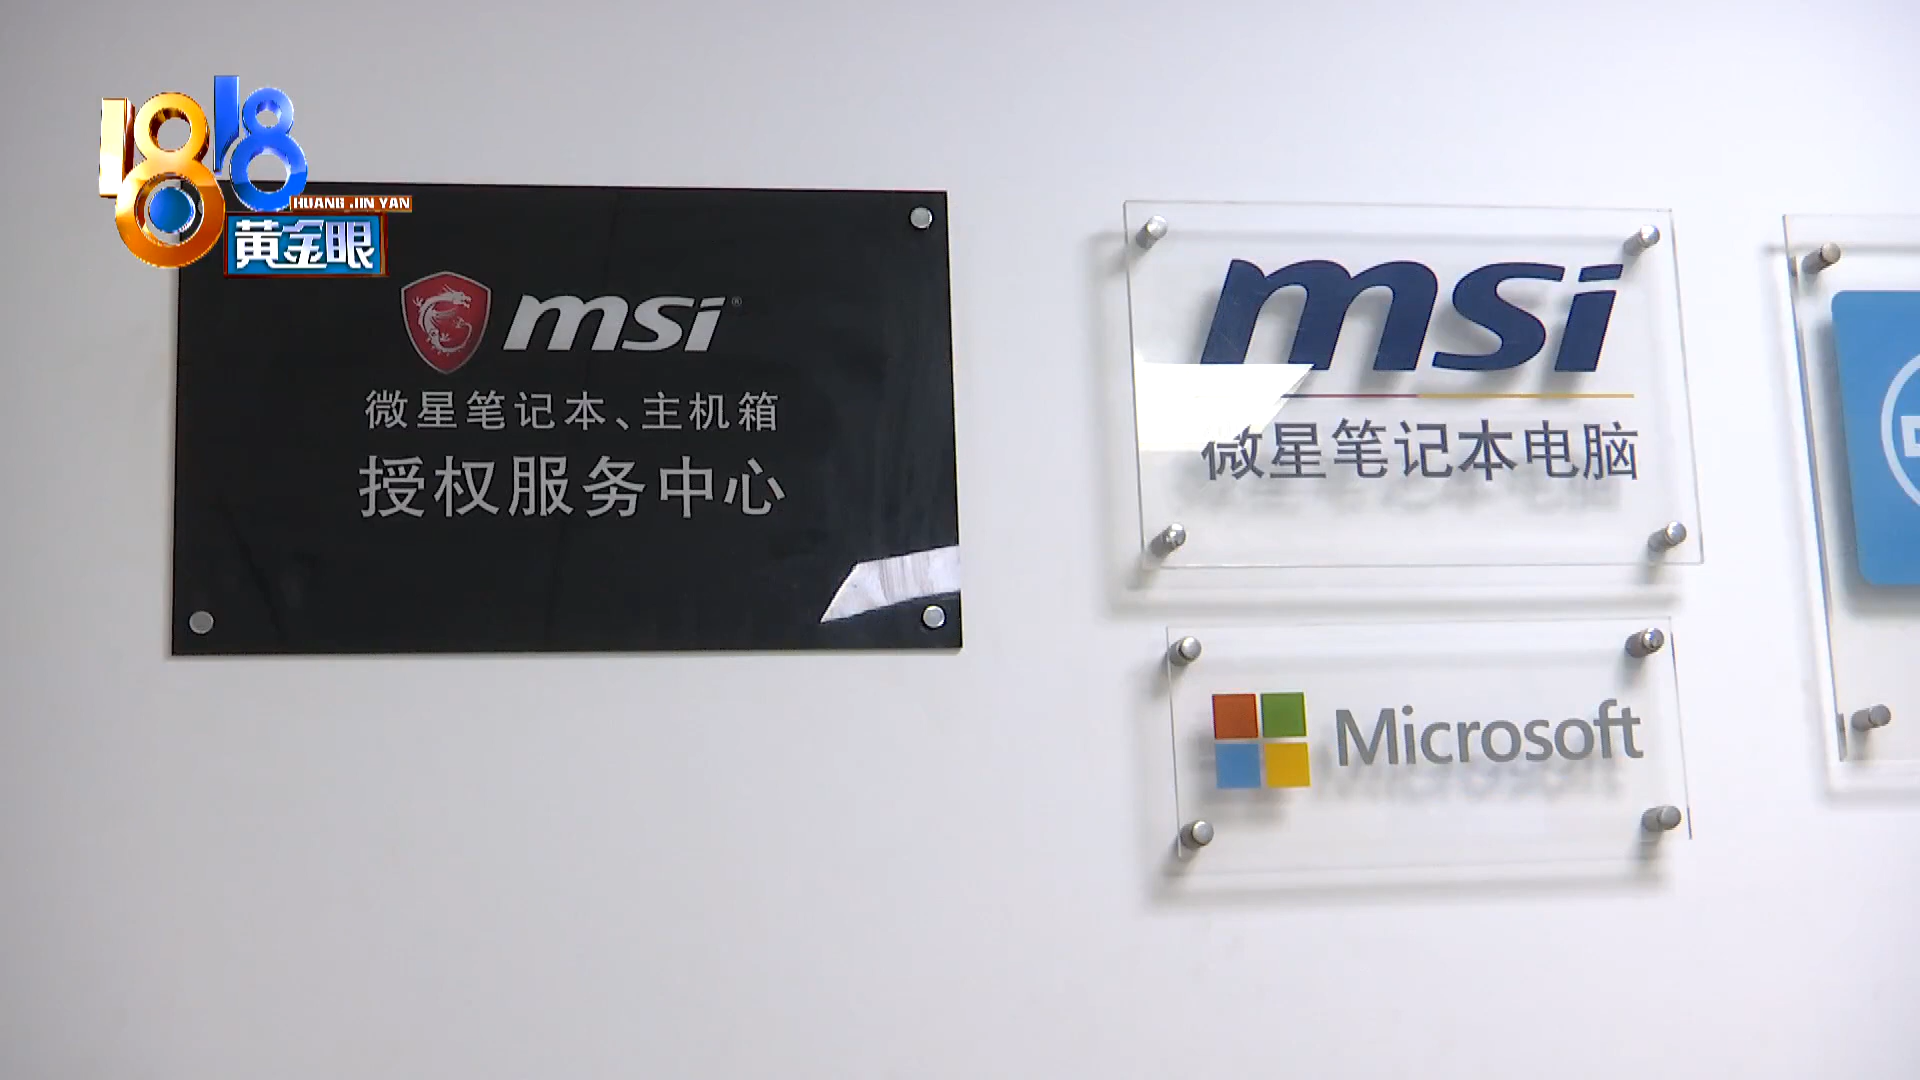 1818
HUANG JIN YAN
黄金眼
msi
微星笔记本、主机箱
授权服务中心
msi
微星笔记本电脑
Microsoft